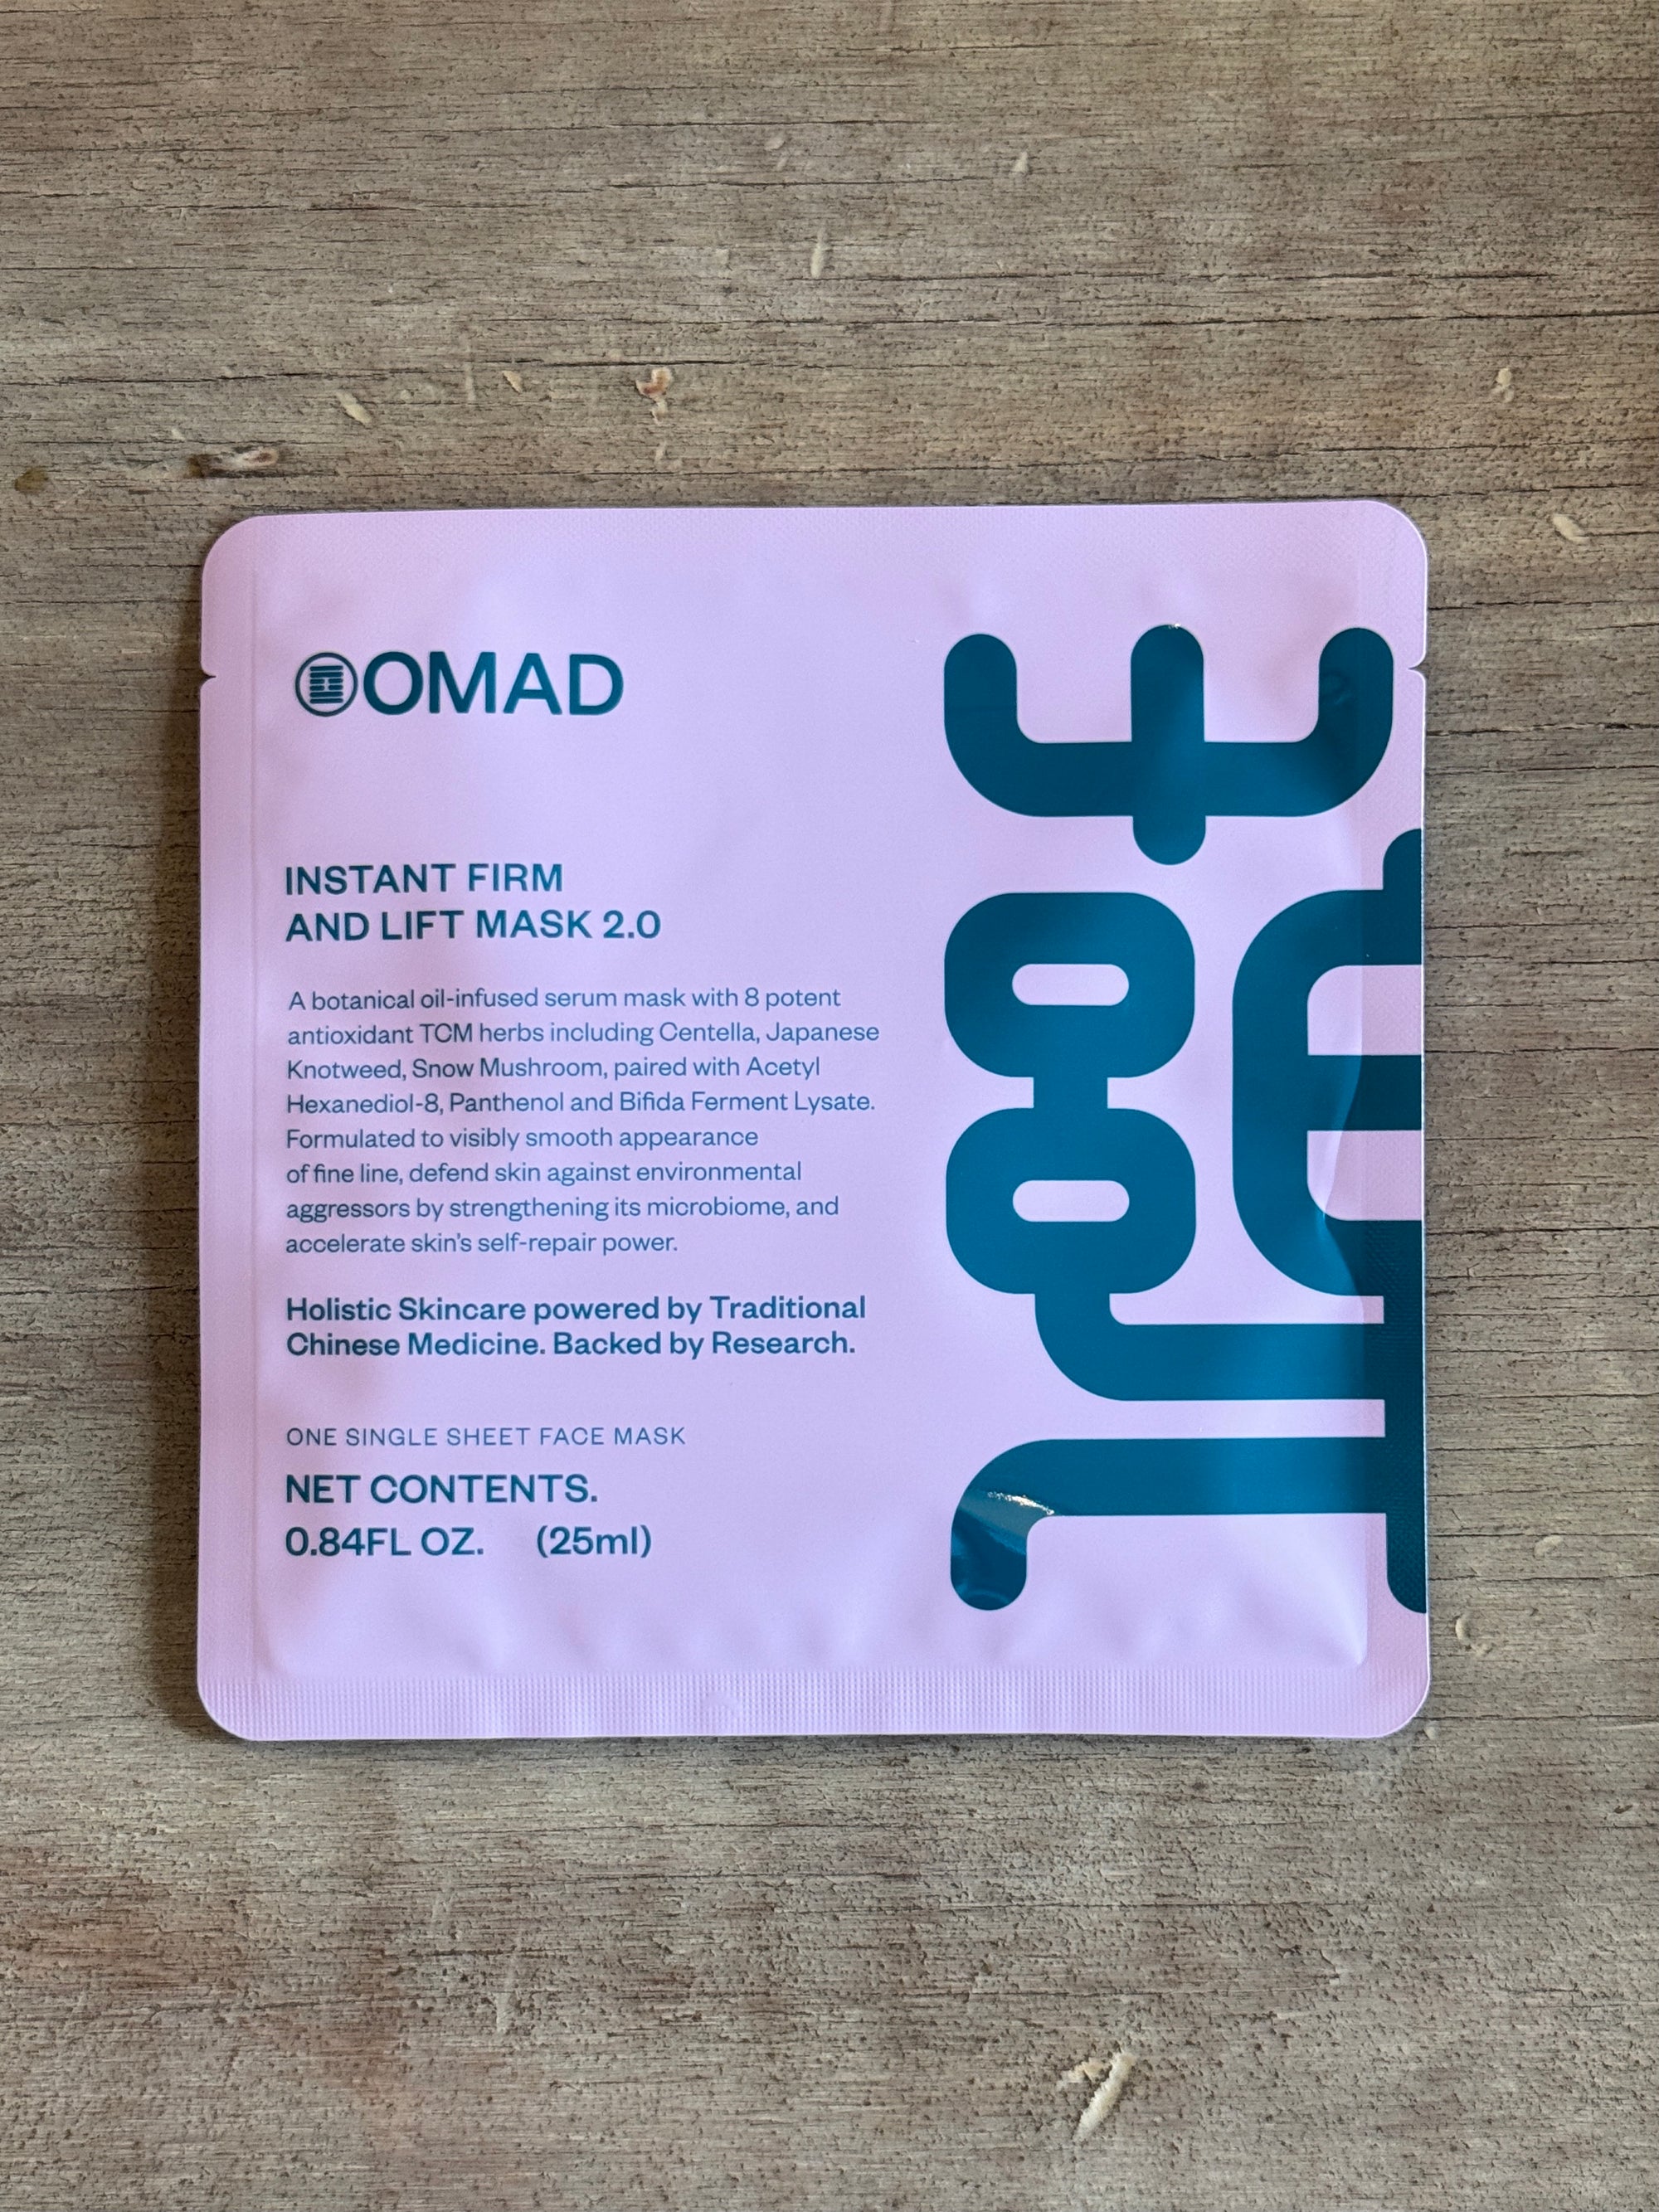 OMAD
INSTANT FIRM
AND LIFT MASK 2.0
A botanical oil-infused serum mask with 8 potent
antioxidant TCM herbs including Centella, Japanese
Knotweed, Snow Mushroom, paired with Acetyl
Hexanediol-8, Panthenol and Bifida Ferment Lysate.
Formulated to visibly smooth appearance
of fine line, defend skin against environmental
aggressors by strengthening its microbiome, and
accelerate skin's self-repair power.
Holistic Skincare powered by Traditional
Chinese Medicine. Backed by Research.
ONE SINGLE SHEET FACE MASK
NET CONTENTS.
0.84FL OZ. (25ml)